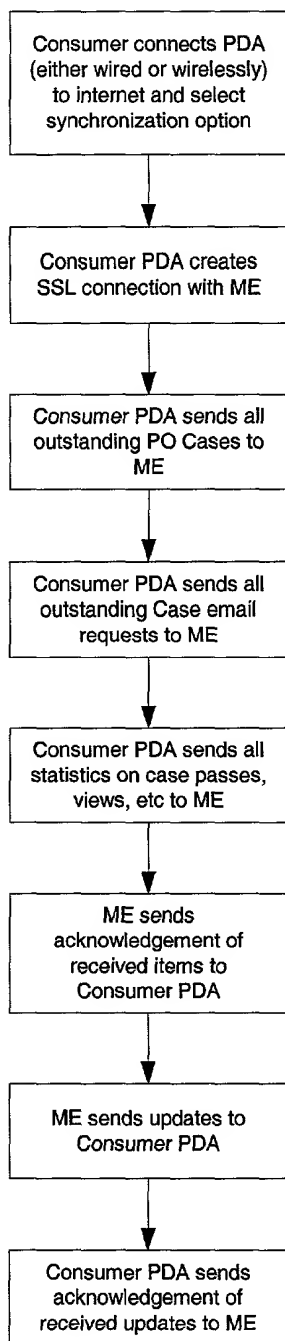 Consumer connects PDA
(either wired or wirelessly)
to internet and select
synchronization option
Consumer PDA creates
SSL connection with ME
Consumer PDA sends all
outstanding PO Cases to
ME
Consumer PDA sends all
outstanding Case email
requests to ME
Consumer PDA sends all
statistics on case passes,
views, etc to ME
ME sends
acknowledgement of
received items to
Consumer PDA
ME sends updates to
Consumer PDA
Consumer PDA sends
acknowledgement of
received updates to ME